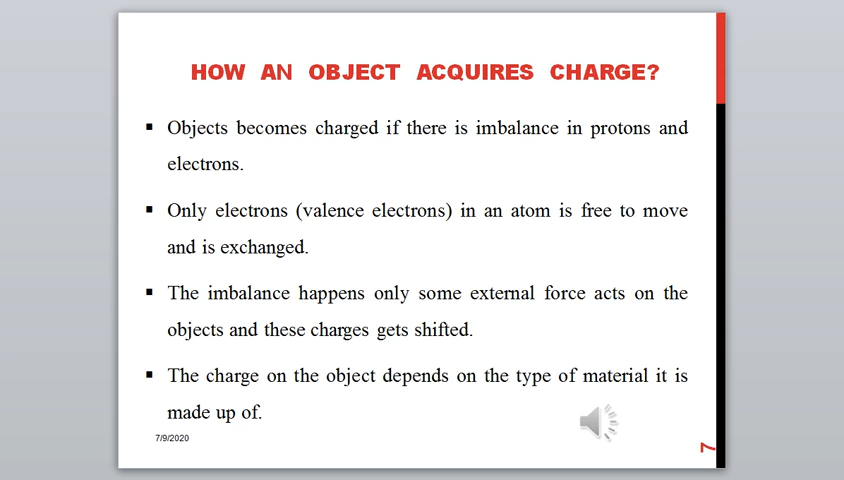 HOW AN OBJECT ACQUIRES CHARGE?
Objects becomes charged if there is imbalance in protons and
electrons.
Only electrons (valence electrons) in an atom is free to move
and is exchanged.
The imbalance happens only some external force acts on the
objects and these charges gets shifted.
The charge on the object depends on the type of material it is
made up of.
7/9/2020
7